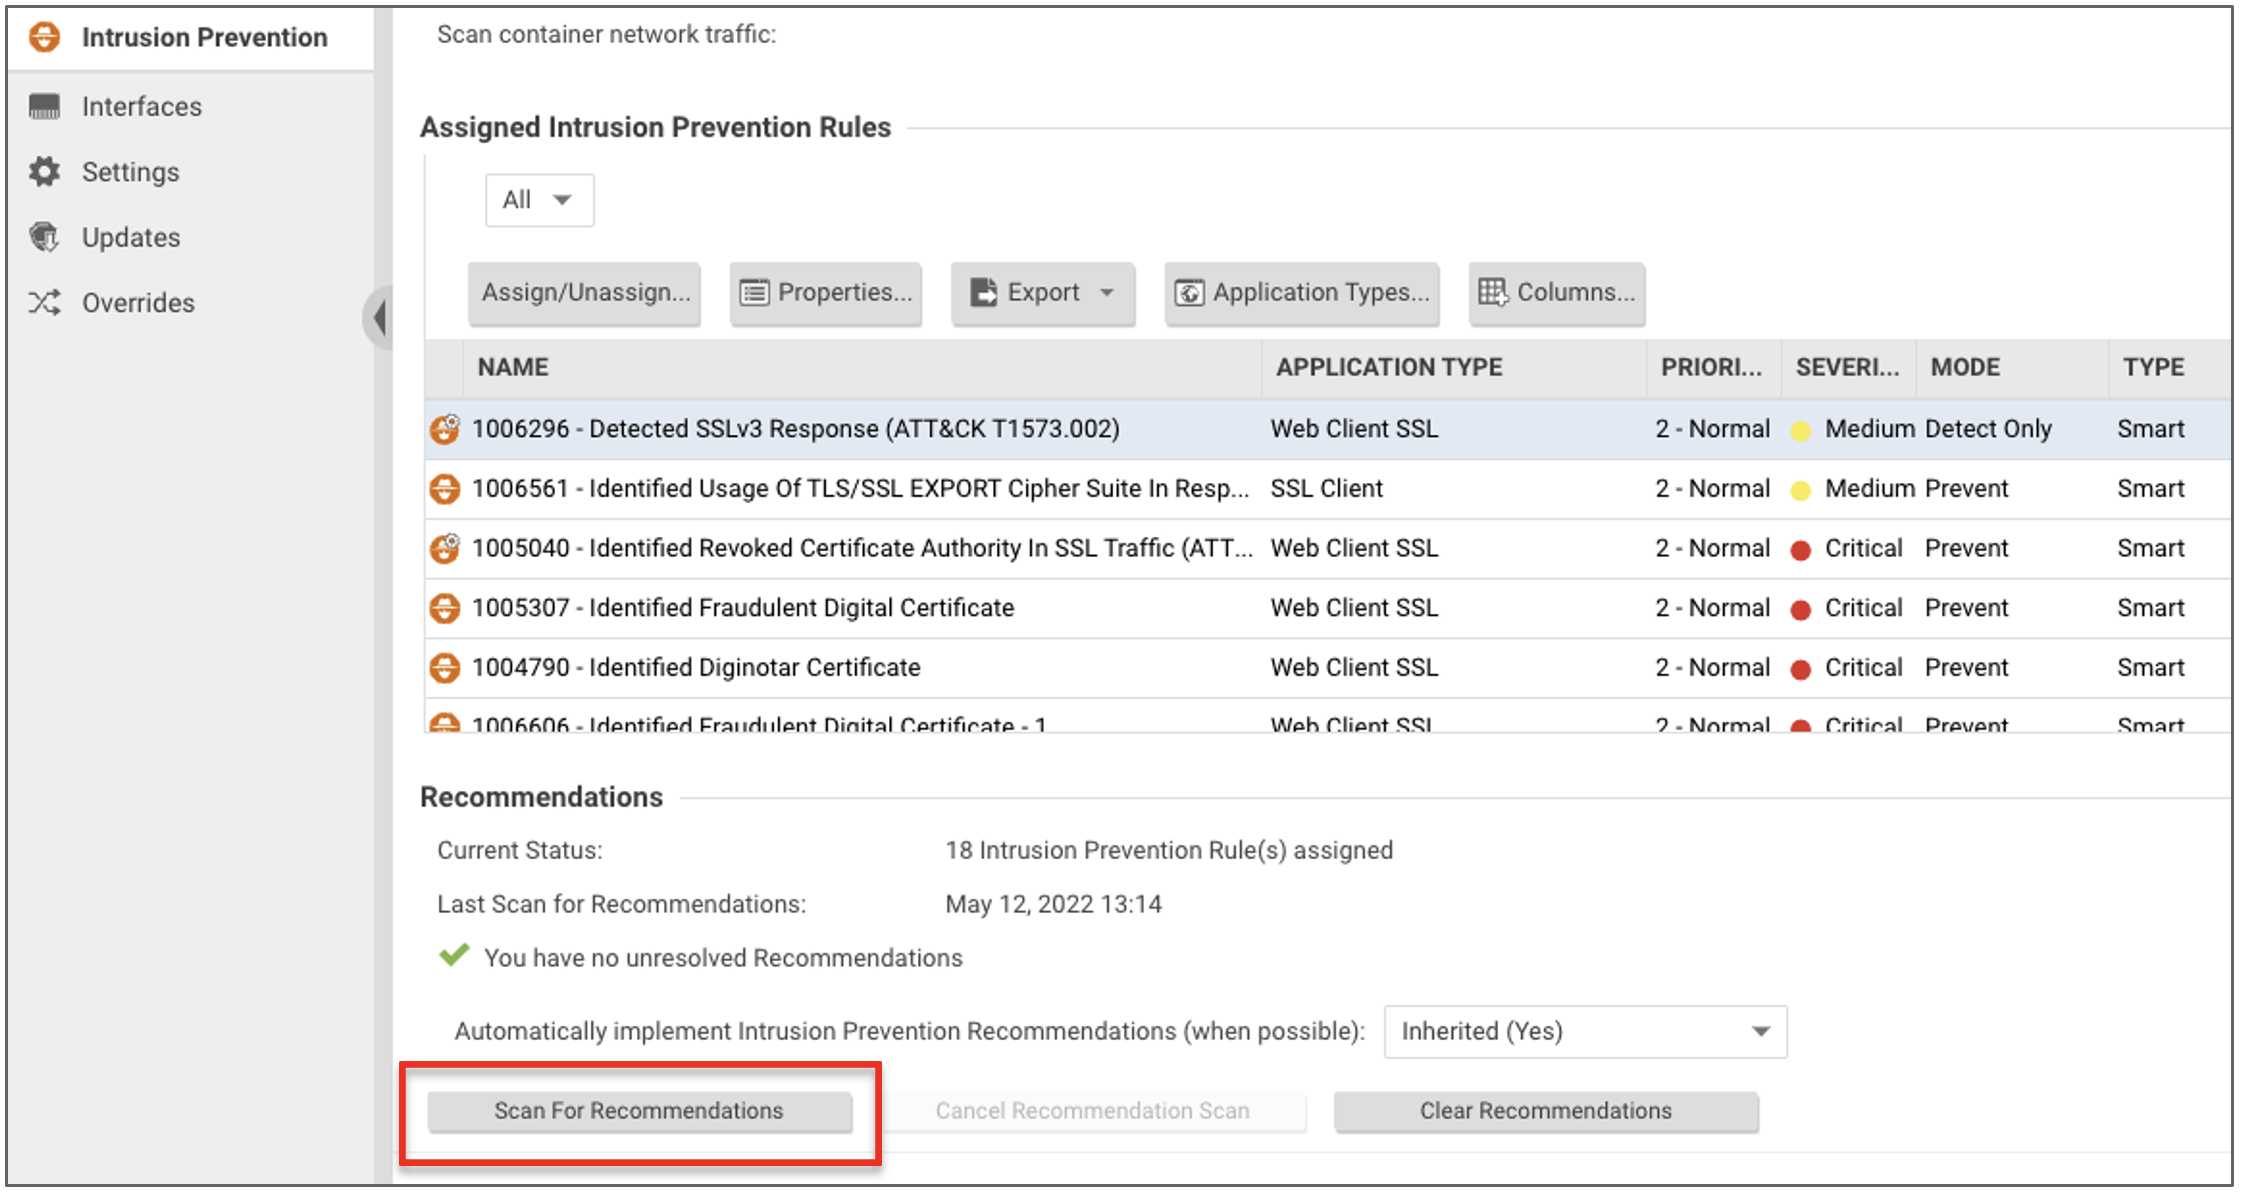 Intrusion Prevention
Interfaces
Settings
Updates
Overrides
Scan container network traffic:
Assigned Intrusion Prevention Rules
All
Assign/Unassign... Properties... Export Application Types... Columns...
NAME APPLICATION TYPE PRIORI... SEVERI... MODE TYPE
1006296 - Detected SSLv3 Response (ATT&CK T1573.002) Web Client SSL 2 - Normal Medium Detect Only Smart
1006561 - Identified Usage Of TLS/SSL EXPORT Cipher Suite In Resp... SSL Client 2 - Normal Medium Prevent Smart
1005040 - Identified Revoked Certificate Authority In SSL Traffic (ATT... Web Client SSL 2 - Normal Critical Prevent Smart
1005307 - Identified Fraudulent Digital Certificate Web Client SSL 2 - Normal Critical Prevent Smart
1004790 - Identified Diginotar Certificate Web Client SSL 2 - Normal Critical Prevent Smart
1006606 - Identified Fraudulent Digital Certificate - 1 Web Client SSL 2 - Normal Critical Prevent Smart
Recommendations
Current Status: 18 Intrusion Prevention Rule(s) assigned
Last Scan for Recommendations: May 12, 2022 13:14
You have no unresolved Recommendations
Automatically implement Intrusion Prevention Recommendations (when possible): Inherited (Yes)
Scan For Recommendations Cancel Recommendation Scan Clear Recommendations